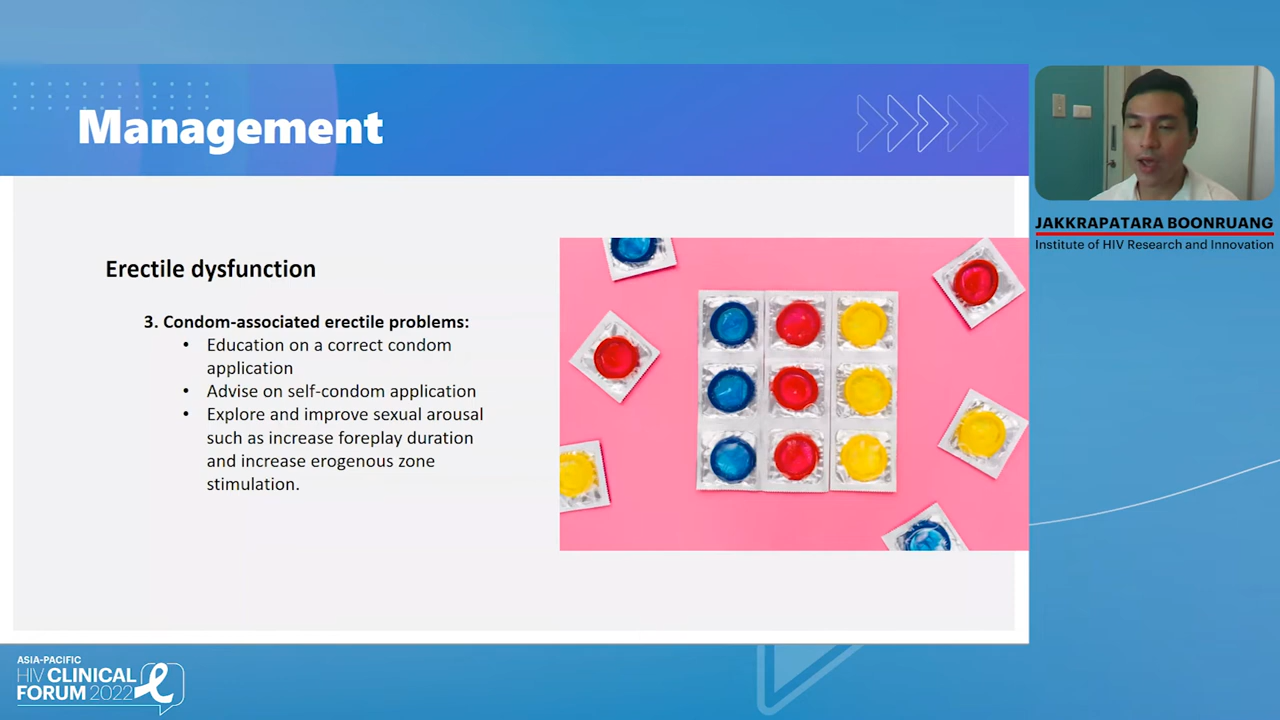 Management
Erectile dysfunction
3. Condom-associated erectile problems:
• Education on a correct condom
application
• Advise on self-condom application
• Explore and improve sexual arousal
such as increase foreplay duration
and increase erogenous zone
stimulation.
JAKKRAPATARA BOONRUANG
Institute of HIV Research and Innovation
ASIA-PACIFIC
HIV CLINICAL
FORUM 2022